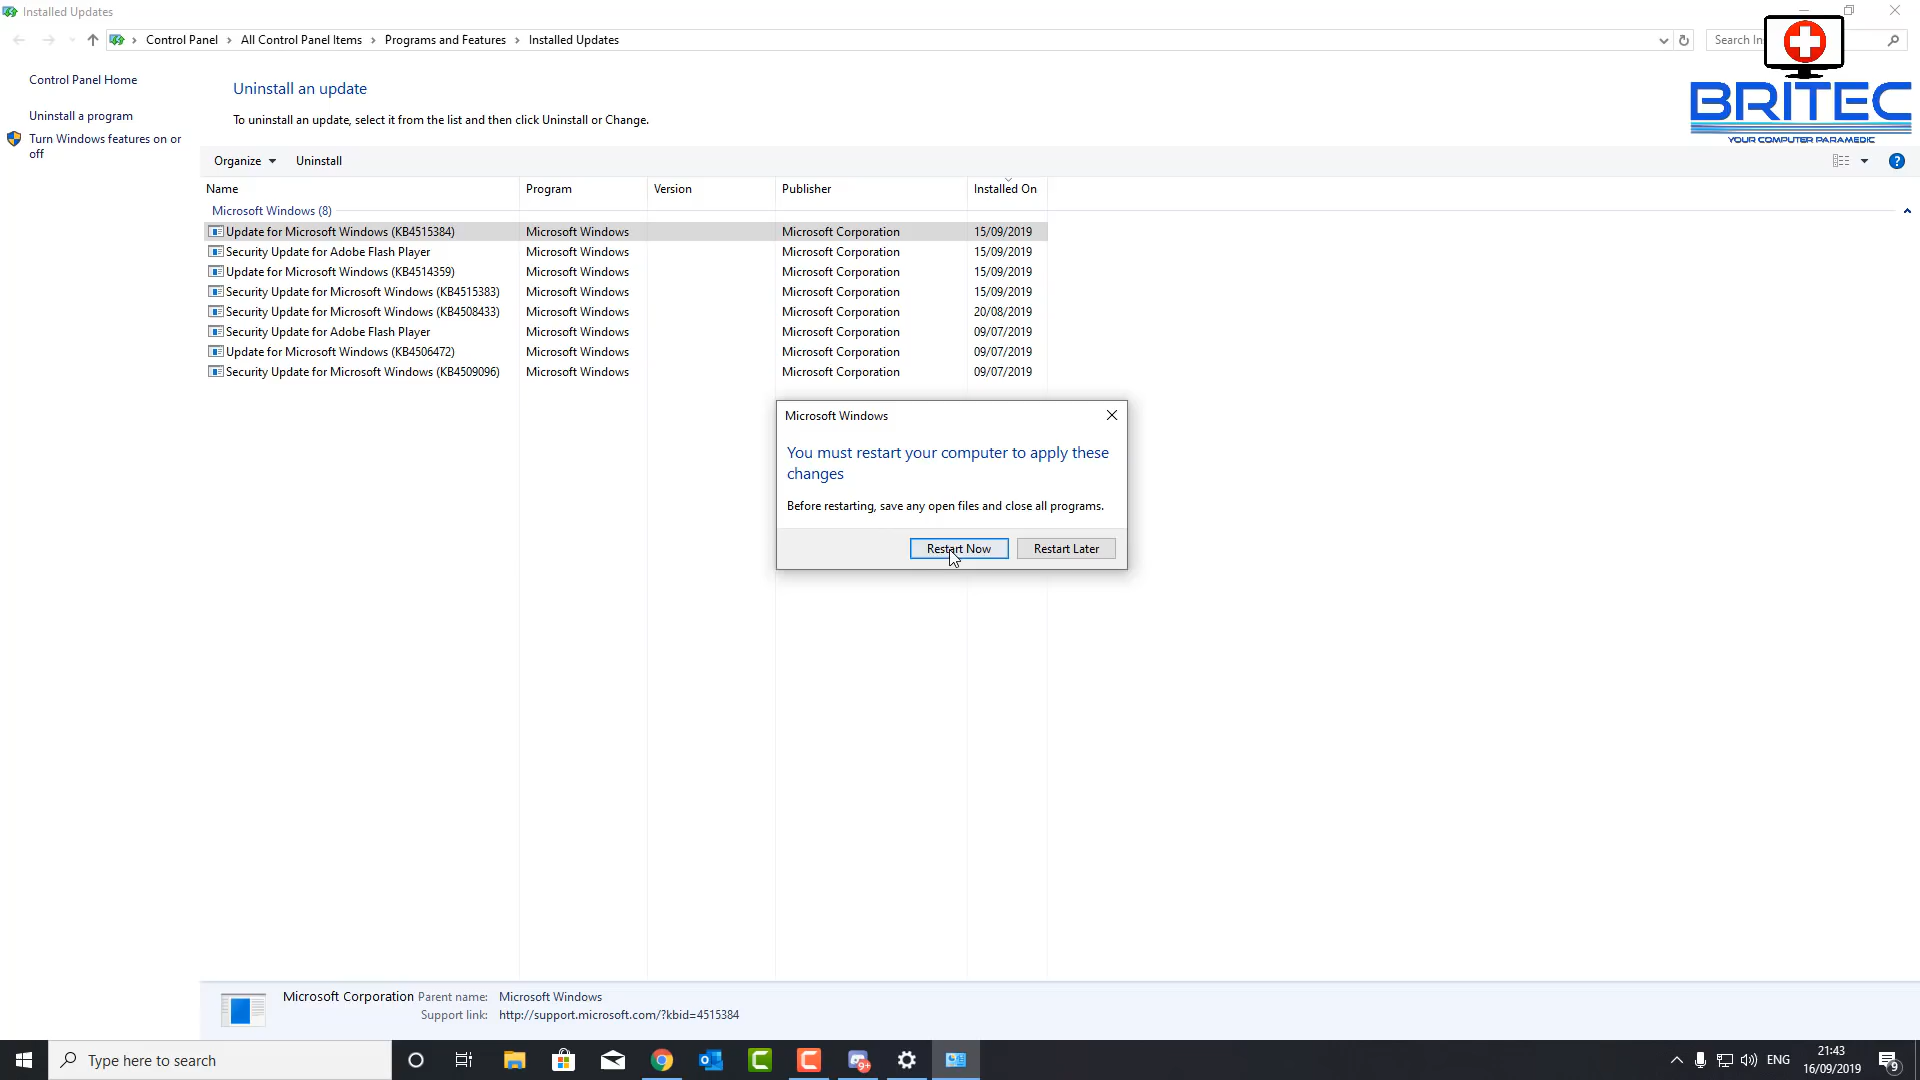 Installed Updates
Control Panel > All Control Panel Items > Programs and Features > Installed Updates
Search In
BRITEC
YOUR COMPUTER PARAMEDIC
Control Panel Home
Uninstall a program
Turn Windows features on or
off
Uninstall an update
To uninstall an update, select it from the list and then click Uninstall or Change.
Organize Uninstall
Name Program Version Publisher Installed On
Microsoft Windows (8)
Update for Microsoft Windows (KB4515384) Microsoft Windows Microsoft Corporation 15/09/2019
Security Update for Adobe Flash Player Microsoft Windows Microsoft Corporation 15/09/2019
Update for Microsoft Windows (KB4514359) Microsoft Windows Microsoft Corporation 15/09/2019
Security Update for Microsoft Windows (KB4515383) Microsoft Windows Microsoft Corporation 15/09/2019
Security Update for Microsoft Windows (KB4508433) Microsoft Windows Microsoft Corporation 20/08/2019
Security Update for Adobe Flash Player Microsoft Windows Microsoft Corporation 09/07/2019
Update for Microsoft Windows (KB4506472) Microsoft Windows Microsoft Corporation 09/07/2019
Security Update for Microsoft Windows (KB4509096) Microsoft Windows Microsoft Corporation 09/07/2019
Microsoft Windows
You must restart your computer to apply these
changes
Before restarting, save any open files and close all programs.
Restart Now Restart Later
Microsoft Corporation Parent name: Microsoft Windows
Support link: http://support.microsoft.com/?kbid=4515384
Type here to search
9+
ENG
21:43
16/09/2019
9